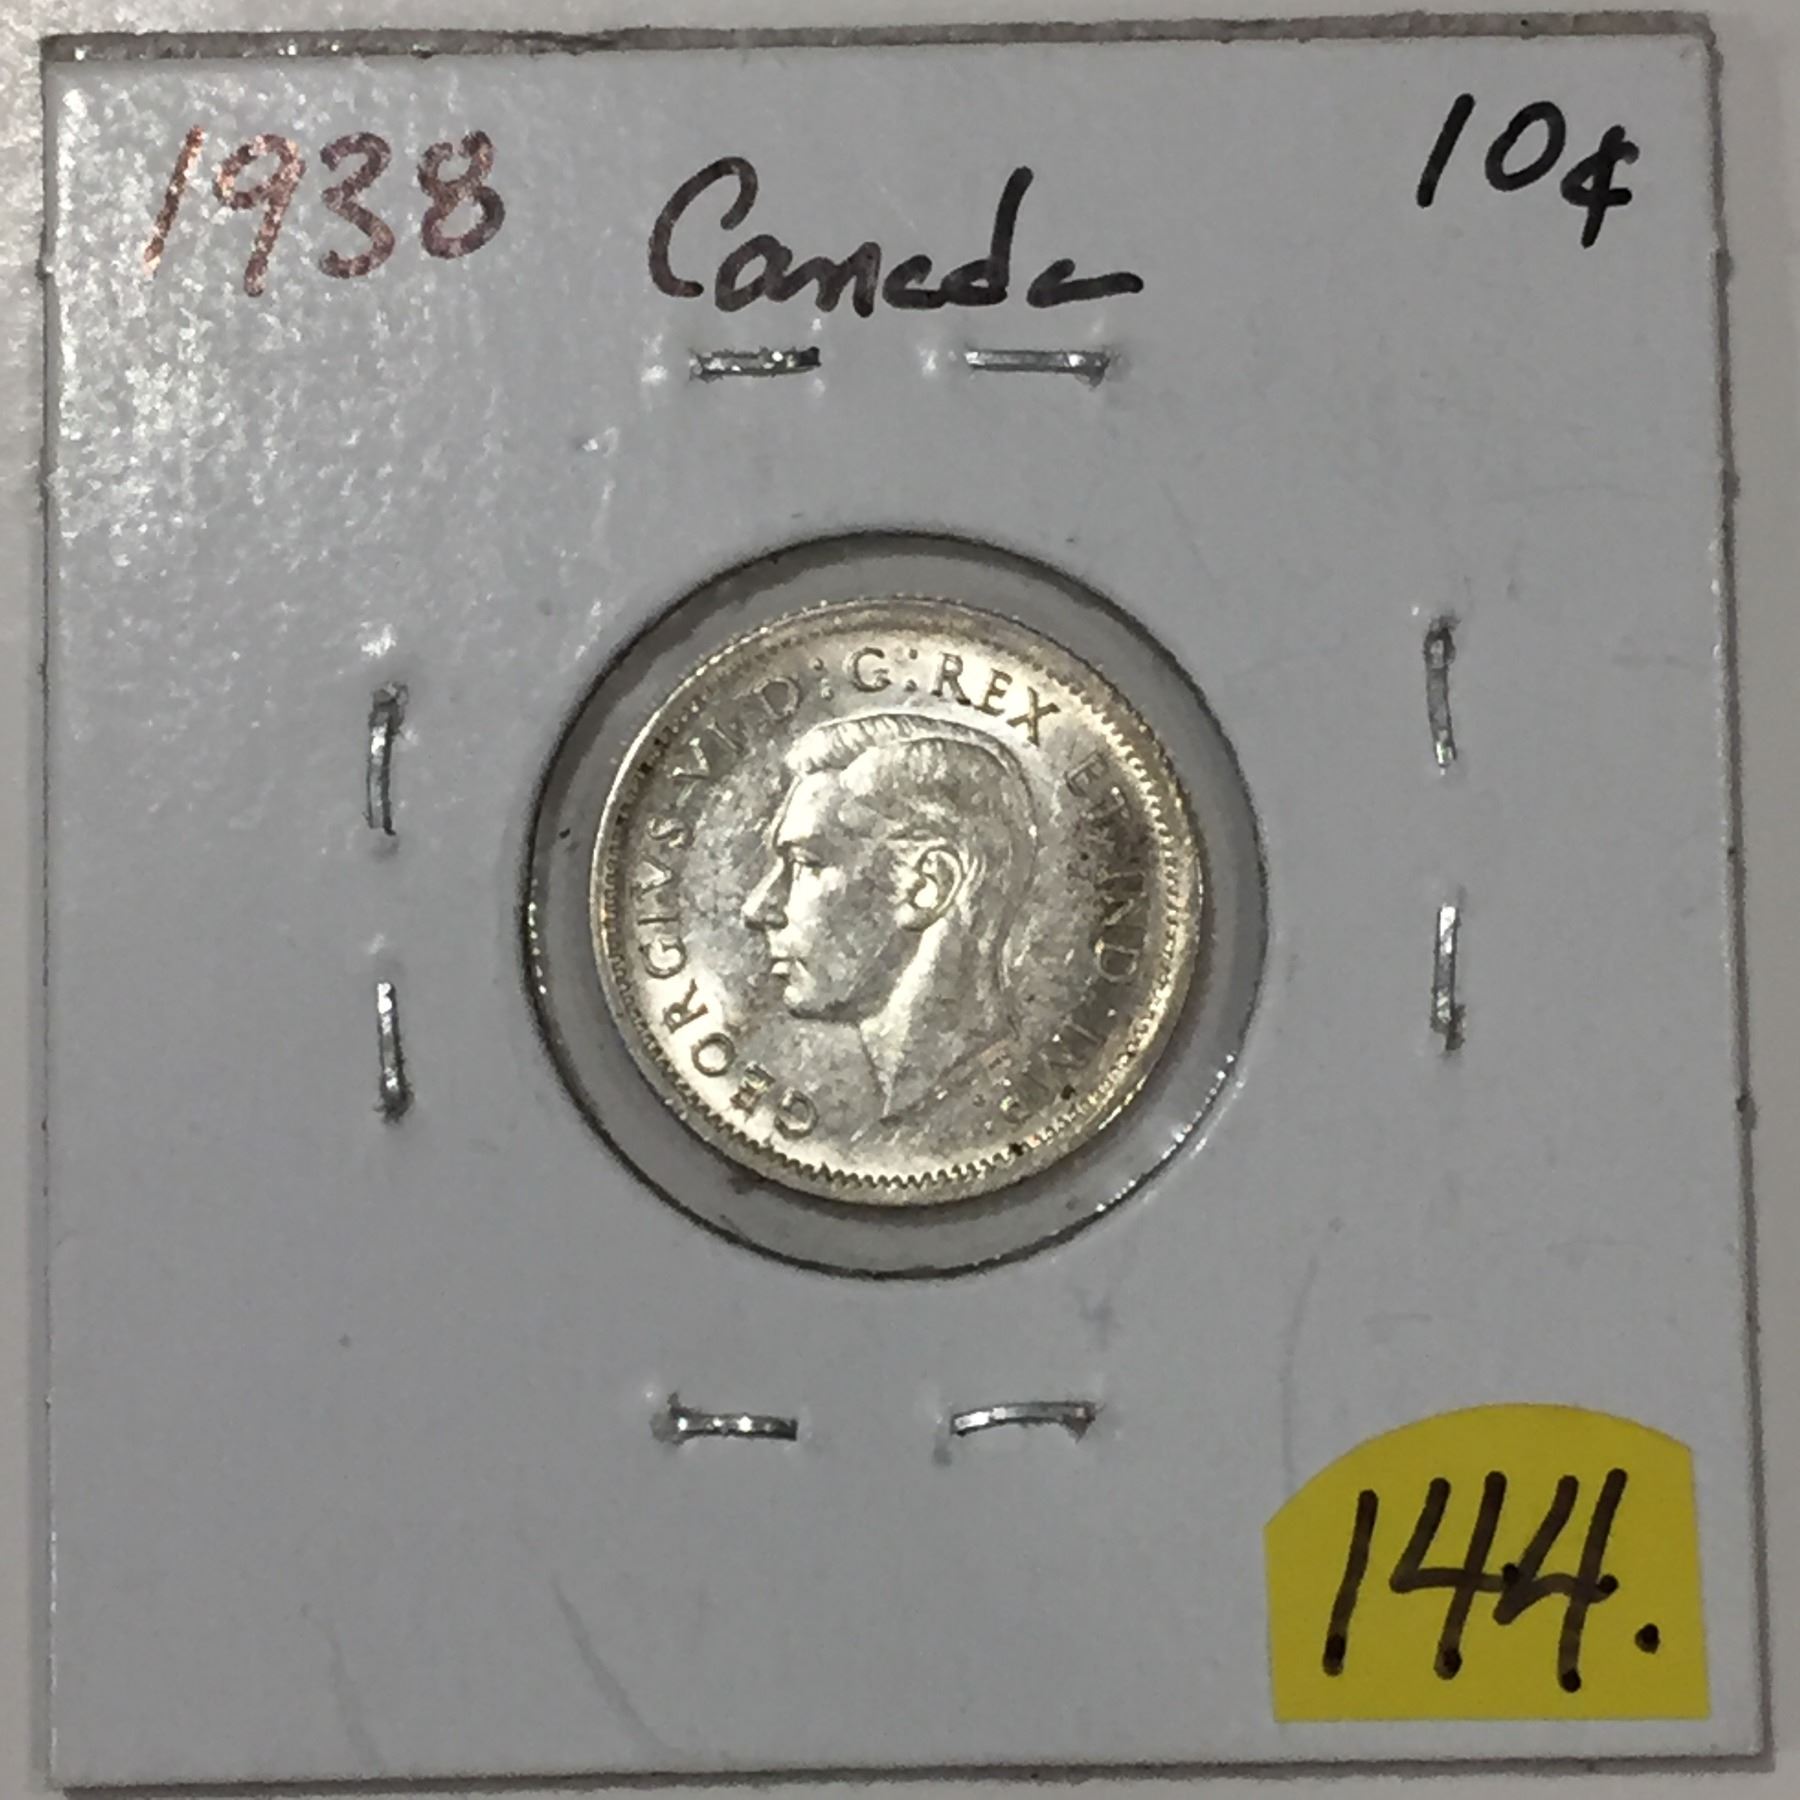 1938 Canada 10¢
GEORGIVS VI D:G:REX ET IND:IMP:
144.